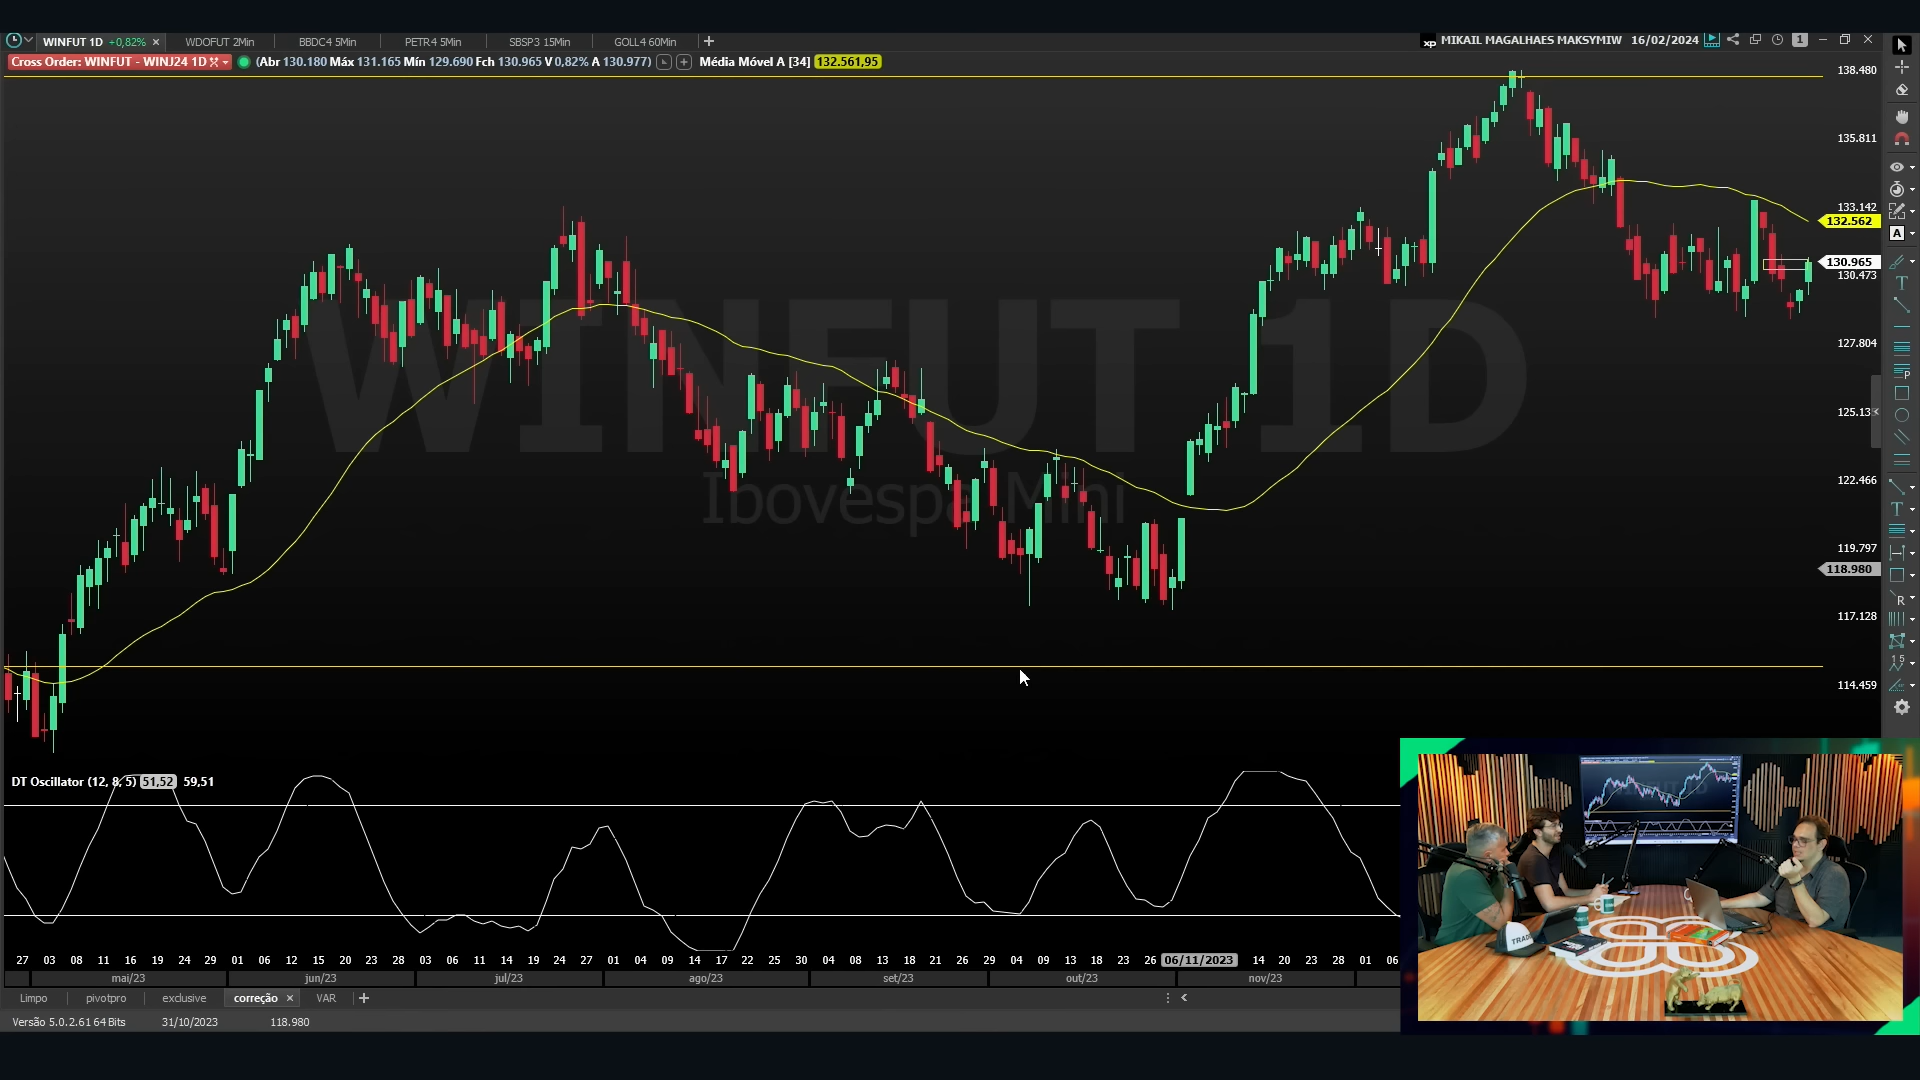 WINFUT 1D +0,82% × WDOFUT 2Min BBDC4 5Min PETR4 5Min SBSP3 15Min GOLL4 60Min +
xp MIKAIL MAGALHAES MAKSYMIW 16/02/2024 1
Cross Order: WINFUT - WINJ24 1D (Abr 130.180 Máx 131.165 Mín 129.690 Fch 130.965 V 0,82% A 130.977) Média Móvel A [34] 132.561,95
138.480
135.811
133.142
132.562
130.965
130.473
127.804
125.13
122.466
119.797
118.980
117.128
114.459
WINFUT 1D
Ibovespa Mini
DT Oscillator (12, 8, 5) 51,52 59,51
27 03 08 11 16 19 24 29 01 06 12 15 20 23 28 03 06 11 14 19 24 27 01 04 09 14 17 22 25 30 04 08 13 18 21 26 29 04 09 13 18 23 26 06/11/2023 14 20 23 28 01 06
mai/23 jun/23 jul/23 ago/23 set/23 out/23 nov/23
Limpo pivotpro exclusive correção × VAR +
Versão 5.0.2.61 64 Bits 31/10/2023 118.980